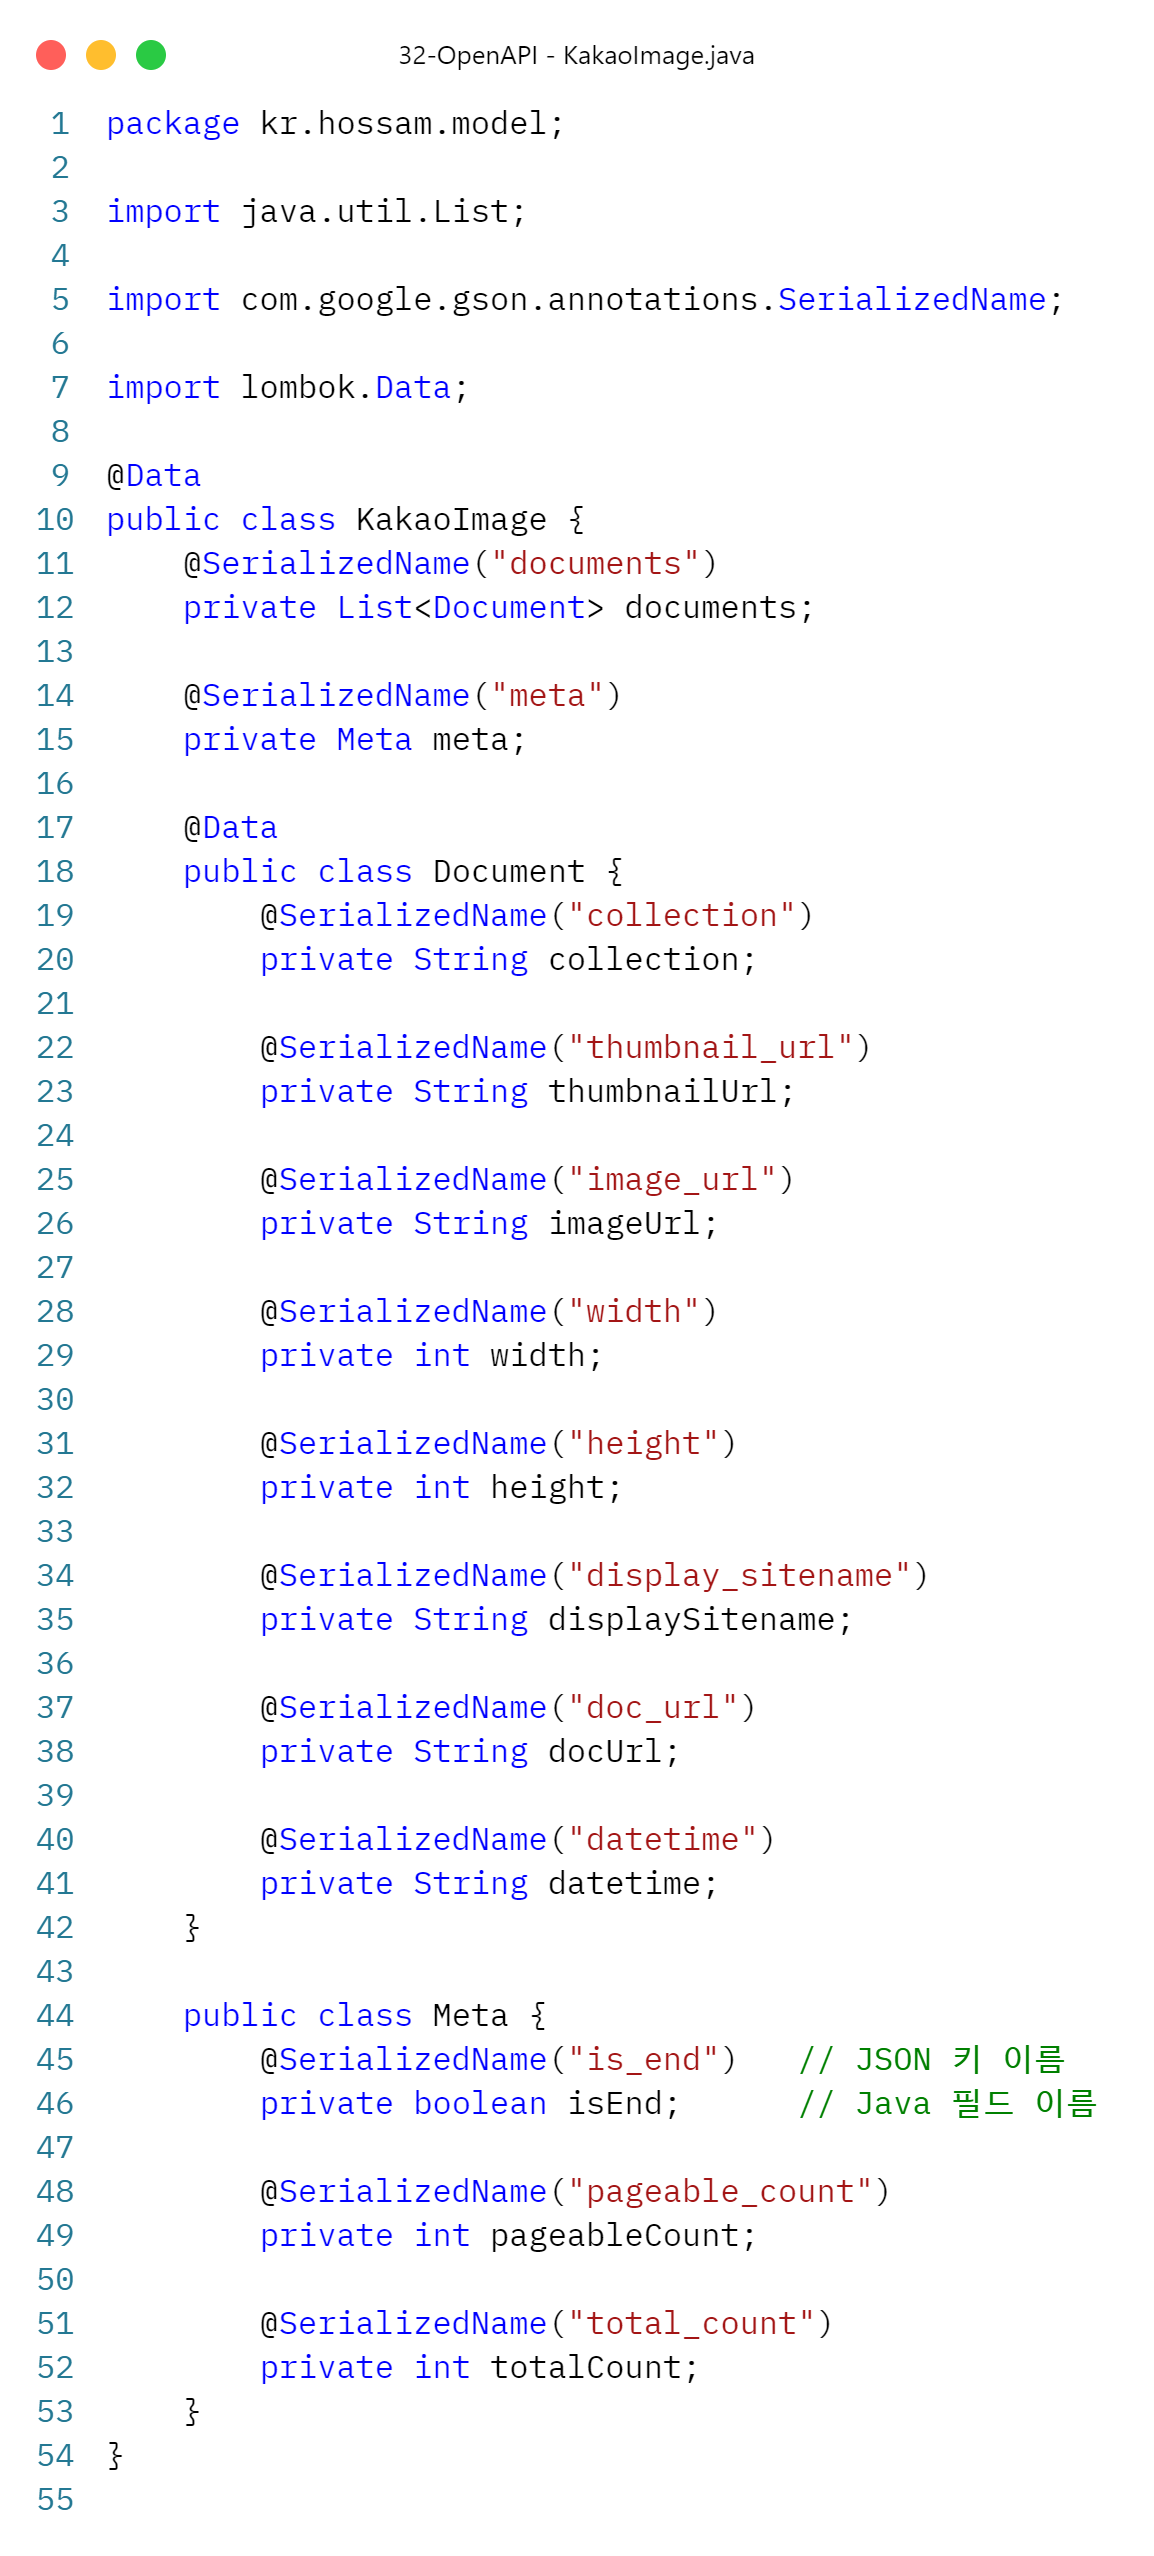 32-OpenAPI - KakaoImage.java
1 package kr.hossam.model;
2
3 import java.util.List;
4
5 import com.google.gson.annotations.SerializedName;
6
7 import lombok.Data;
8
9 @Data
10 public class KakaoImage {
11     @SerializedName("documents")
12     private List<Document> documents;
13
14     @SerializedName("meta")
15     private Meta meta;
16
17     @Data
18     public class Document {
19         @SerializedName("collection")
20         private String collection;
21
22         @SerializedName("thumbnail_url")
23         private String thumbnailUrl;
24
25         @SerializedName("image_url")
26         private String imageUrl;
27
28         @SerializedName("width")
29         private int width;
30
31         @SerializedName("height")
32         private int height;
33
34         @SerializedName("display_sitename")
35         private String displaySitename;
36
37         @SerializedName("doc_url")
38         private String docUrl;
39
40         @SerializedName("datetime")
41         private String datetime;
42     }
43
44     public class Meta {
45         @SerializedName("is_end")   // JSON 키 이름
46         private boolean isEnd;      // Java 필드 이름
47
48         @SerializedName("pageable_count")
49         private int pageableCount;
50
51         @SerializedName("total_count")
52         private int totalCount;
53     }
54 }
55